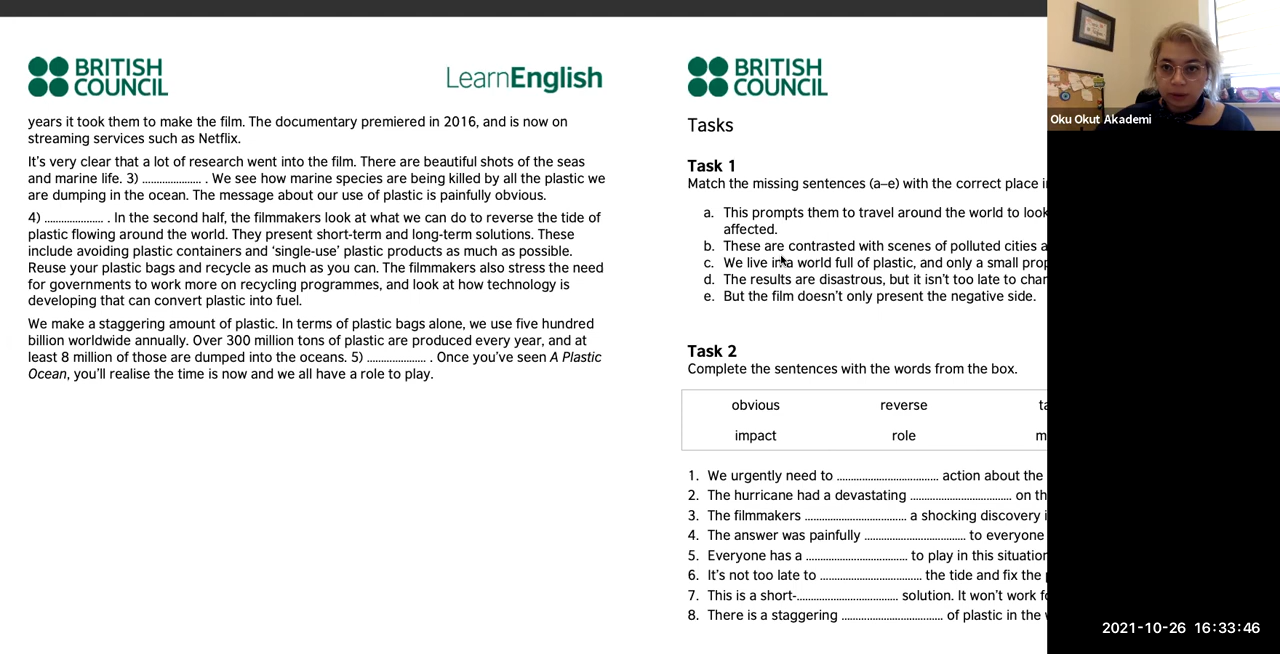 BRITISH
COUNCIL
LearnEnglish
years it took them to make the film. The documentary premiered in 2016, and is now on
streaming services such as Netflix.
It's very clear that a lot of research went into the film. There are beautiful shots of the seas
and marine life. 3) ..................... . We see how marine species are being killed by all the plastic we
are dumping in the ocean. The message about our use of plastic is painfully obvious.
4) ..................... . In the second half, the filmmakers look at what we can do to reverse the tide of
plastic flowing around the world. They present short-term and long-term solutions. These
include avoiding plastic containers and 'single-use' plastic products as much as possible.
Reuse your plastic bags and recycle as much as you can. The filmmakers also stress the need
for governments to work more on recycling programmes, and look at how technology is
developing that can convert plastic into fuel.
We make a staggering amount of plastic. In terms of plastic bags alone, we use five hundred
billion worldwide annually. Over 300 million tons of plastic are produced every year, and at
least 8 million of those are dumped into the oceans. 5) ..................... . Once you've seen A Plastic
Ocean, you'll realise the time is now and we all have a role to play.
BRITISH
COUNCIL
Tasks
Task 1
Match the missing sentences (a–e) with the correct place
a. This prompts them to travel around the world to look
affected.
b. These are contrasted with scenes of polluted cities
c. We live in a world full of plastic, and only a small
d. The results are disastrous, but it isn't too late to
e. But the film doesn't only present the negative side.
Task 2
Complete the sentences with the words from the box.
obvious reverse
impact role
1. We urgently need to .................................... action about the
2. The hurricane had a devastating .................................... on
3. The filmmakers .................................... a shocking discovery
4. The answer was painfully .................................... to everyone
5. Everyone has a .................................... to play in this situation
6. It's not too late to .................................... the tide and fix the
7. This is a short-.................................... solution. It won't work
8. There is a staggering .................................... of plastic in the
Oku Okut Akademi
2021-10-26 16:33:46